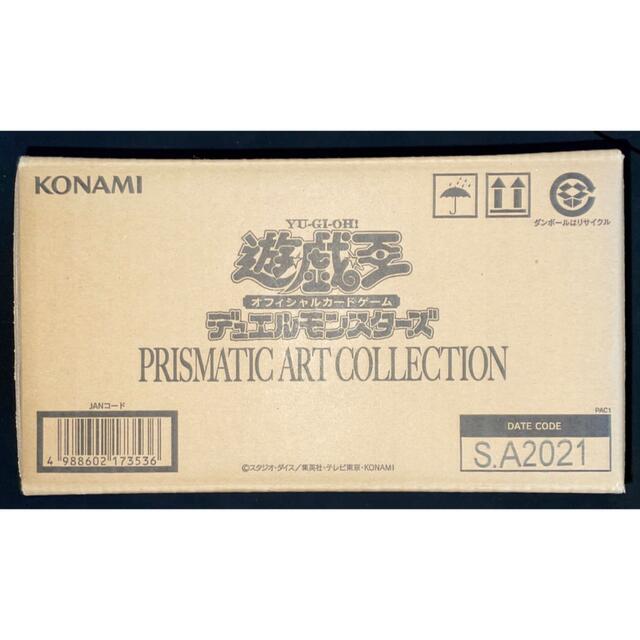 KONAMI
ダンボールはリサイクル
YU-GI-OH!
遊戯王
オフィシャルカードゲーム
デュエルモンスターズ
PRISMATIC ART COLLECTION
JANコード
4 988602 173536
PAC1
DATE CODE
S.A2021
©スタジオ・ダイス/集英社・テレビ東京・KONAMI